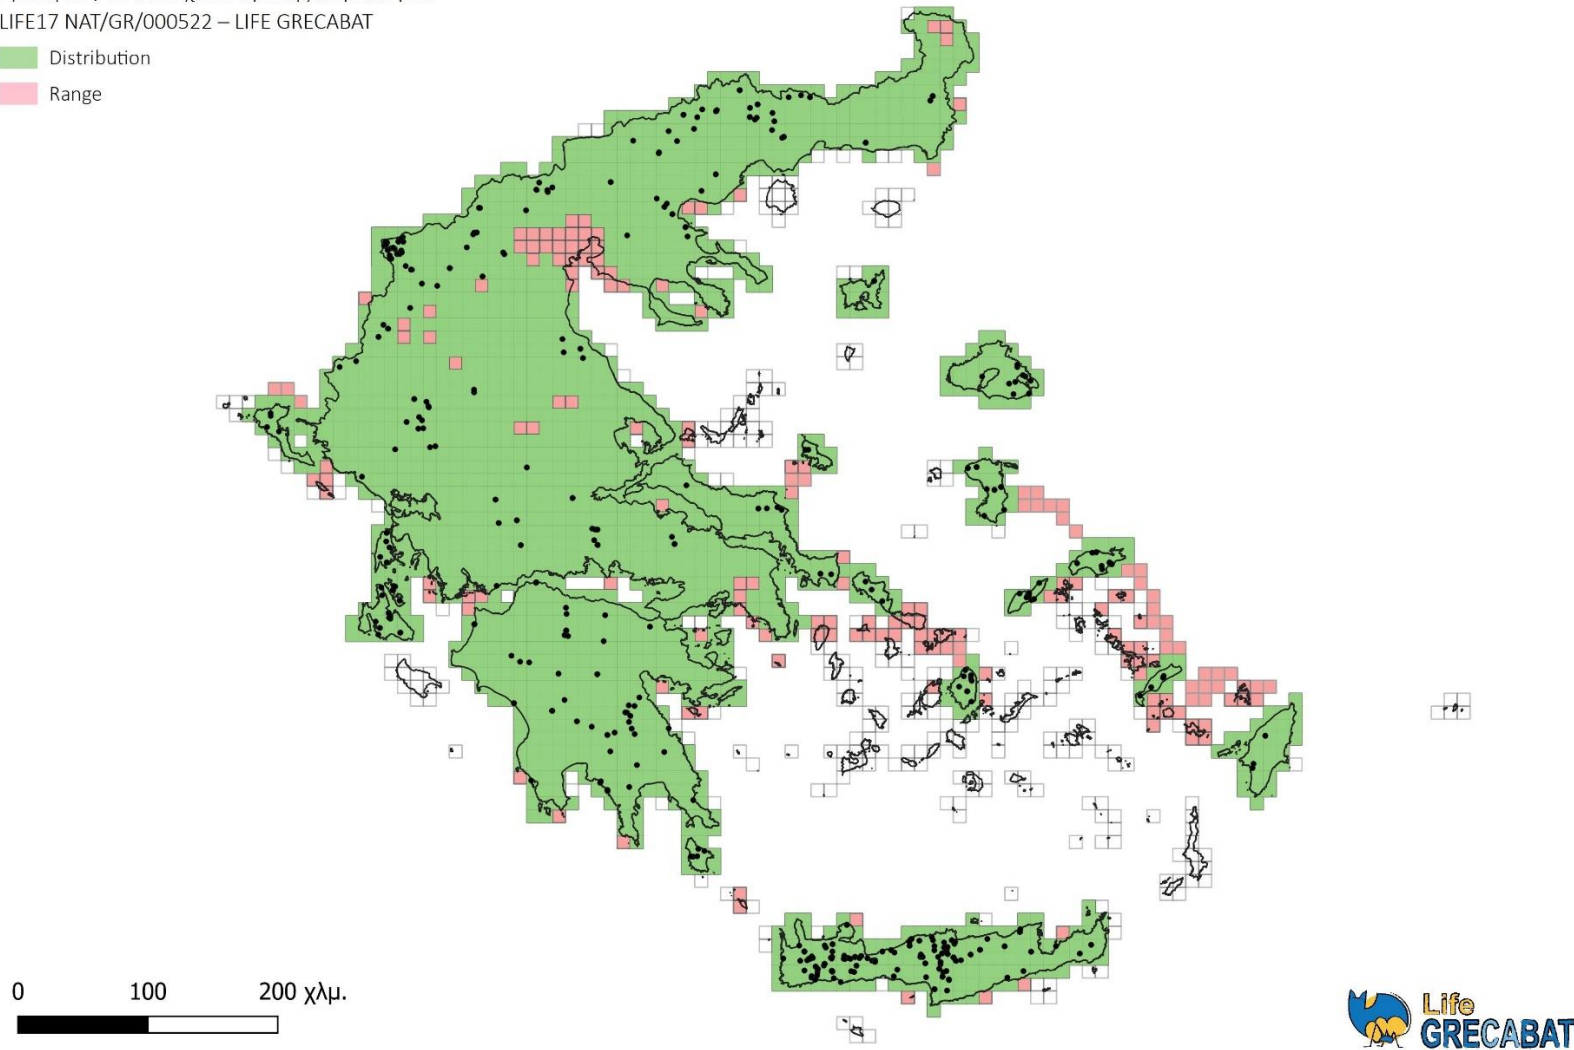 LIFE17 NAT/GR/000522 – LIFE GRECABAT
Distribution
Range
0 100 200 χλμ.
Life
GRECABAT